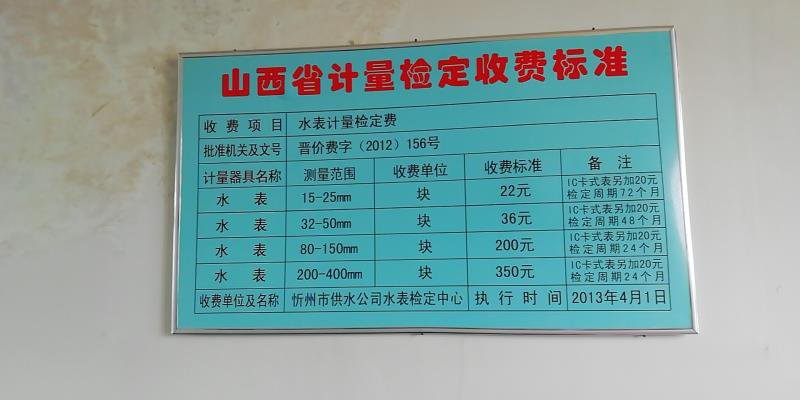 山西省计量检定收费标准
收费项目 水表计量检定费
批准机关及文号 晋价费字（2012）156号
计量器具名称 测量范围 收费单位 收费标准 备注
水表 15-25mm 块 22元 IC卡式表另加20元
检定周期72个月
水表 32-50mm 块 36元 IC卡式表另加20元
检定周期48个月
水表 80-150mm 块 200元 IC卡式表另加20元
检定周期24个月
水表 200-400mm 块 350元 IC卡式表另加20元
检定周期24个月
收费单位及名称 忻州市供水公司水表检定中心 执行时间 2013年4月1日